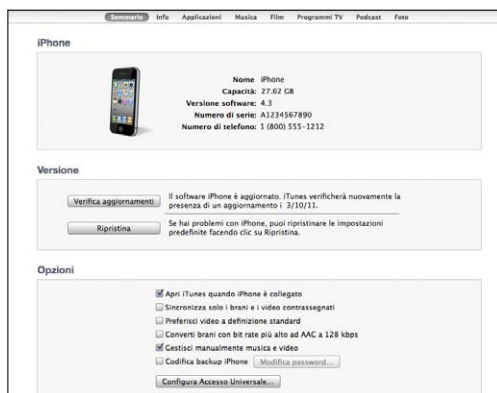 Sommario Info Applicazioni Musica Film Programmi TV Podcast Foto
iPhone
Nome iPhone
Capacità: 27.62 GB
Versione software: 4.3
Numero di serie: A1234567890
Numero di telefono: 1 (800) 555-1212
Versione
Verifica aggiornamenti
Il software iPhone è aggiornato. iTunes verificherà nuovamente la
presenza di un aggiornamento i 3/10/11.
Ripristina
Se hai problemi con iPhone, puoi ripristinare le impostazioni
predefinite facendo clic su Ripristina.
Opzioni
Apri iTunes quando iPhone è collegato
Sincronizza solo i brani e i video contrassegnati
Preferisci video a definizione standard
Converti brani con bit rate più alto ad AAC a 128 kbps
Gestisci manualmente musica e video
Codifica backup iPhone Modifica password...
Configura Accesso Universale...